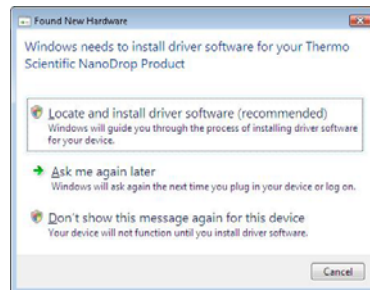 Found New Hardware
Windows needs to install driver software for your Thermo
Scientific NanoDrop Product
Locate and install driver software (recommended)
Windows will guide you through the process of installing driver software
for your device.
Ask me again later
Windows will ask again the next time you plug in your device or log on.
Don't show this message again for this device
Your device will not function until you install driver software.
Cancel